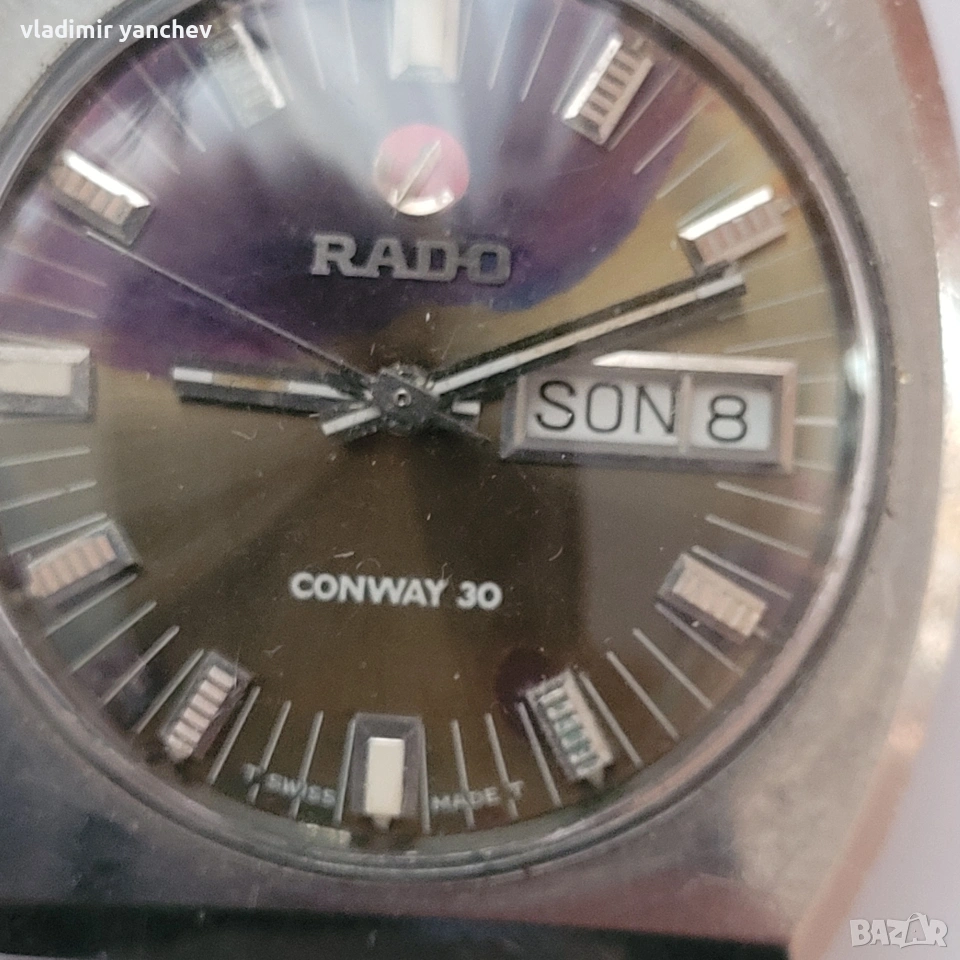 vladimir yanchev
RADO
SON 8
CONWAY 30
T SWISS MADE T
BAZAR